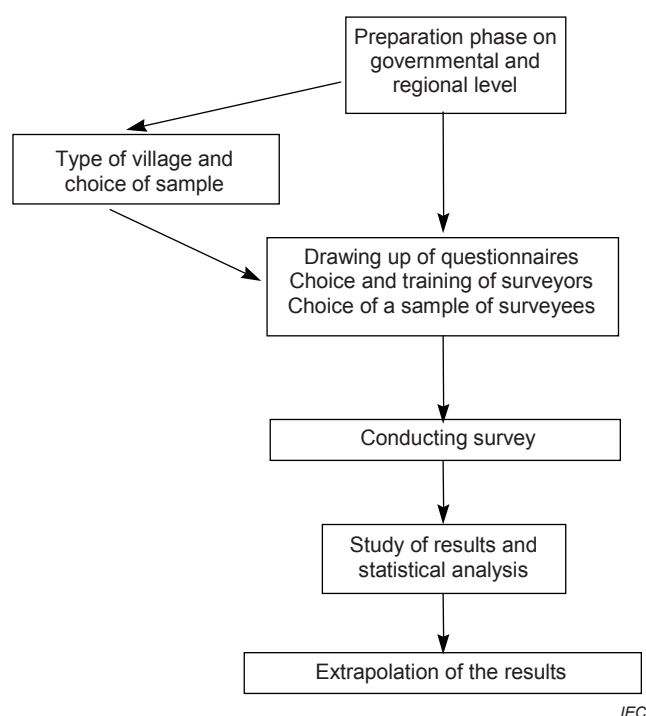 Preparation phase on
governmental and
regional level
Type of village and
choice of sample
Drawing up of questionnaires
Choice and training of surveyors
Choice of a sample of surveyees
Conducting survey
Study of results and
statistical analysis
Extrapolation of the results
IEC